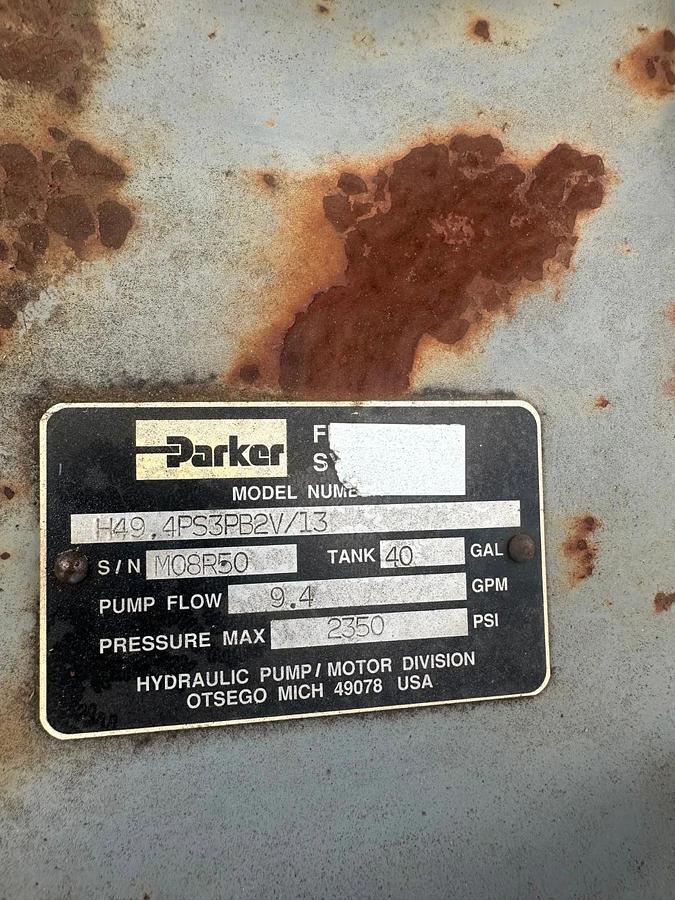 Parker
F
S
MODEL NUMB
H49.4PS3PB2V/13
S/N M08R50 TANK 40 GAL
PUMP FLOW 9.4 GPM
PRESSURE MAX 2350 PSI
HYDRAULIC PUMP/MOTOR DIVISION
OTSEGO MICH 49078 USA